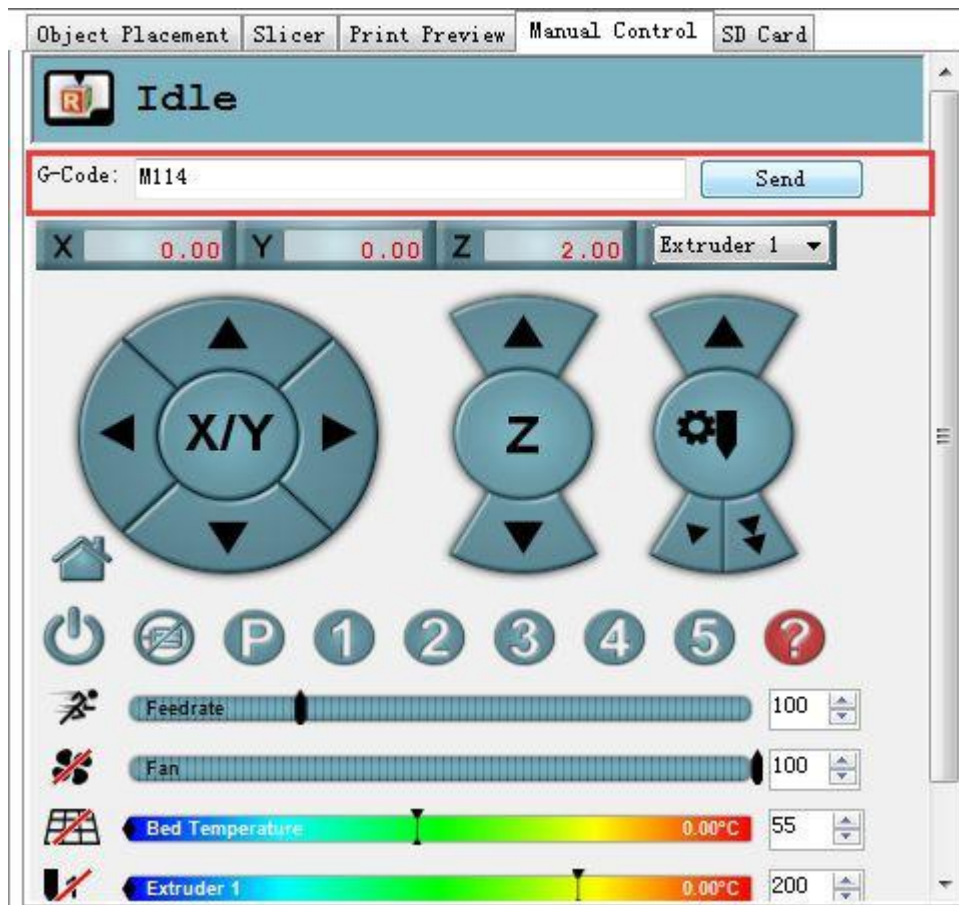 Object Placement Slicer Print Preview Manual Control SD Card
R Idle
G-Code: M114 Send
X 0.00 Y 0.00 Z 2.00 Extruder 1
X/Y Z
P 1 2 3 4 5 ?
Feedrate 100
Fan 100
Bed Temperature 0.00°C 55
1 Extruder 1 0.00°C 200